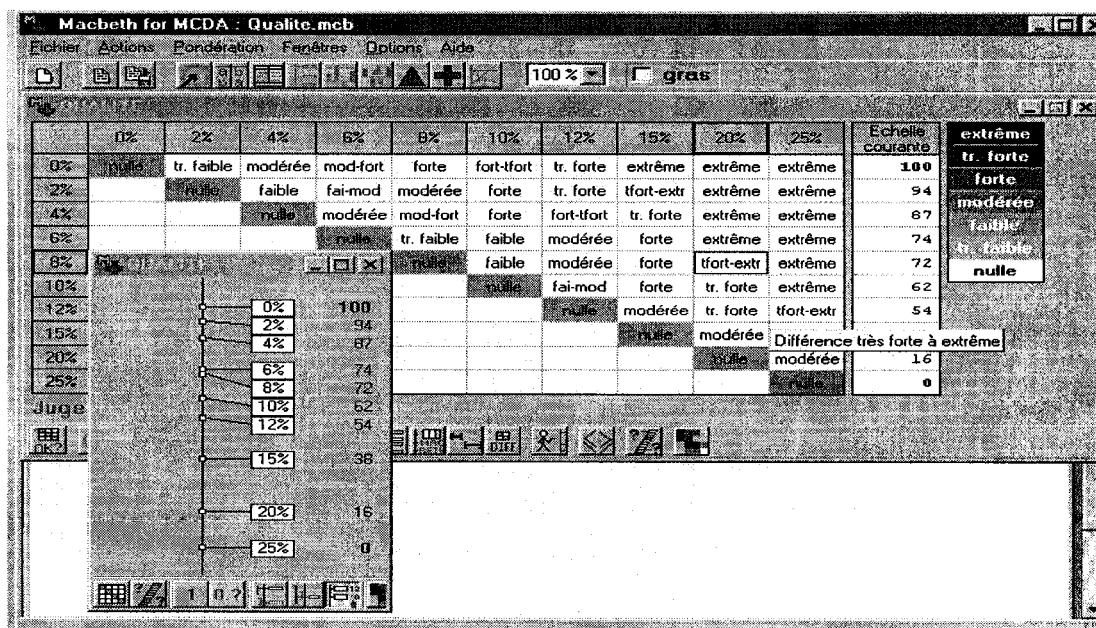 Macbeth for MCDA : Qualite.mcb
Fichier Actions Pondération Fenêtres Options Aide
100 % gras
0% 2% 4% 6% 8% 10% 12% 15% 20% 25% Echelle courante
0% nulle tr. faible modérée mod-fort forte fort-tfort tr. forte extrême extrême extrême 100
2% nulle faible fai-mod modérée forte tr. forte tfort-extr extrême extrême 94
4% nulle modérée mod-fort forte fort-tfort tr. forte extrême extrême 87
6% nulle tr. faible faible modérée forte extrême extrême 74
8% nulle faible modérée forte tfort-extr extrême 72
10% nulle fai-mod forte tr. forte extrême 62
12% nulle modérée tr. forte tfort-extr 54
15% nulle modérée
Différence très forte à extrême
20% nulle modérée 16
25% nulle 0
extrême
tr. forte
forte
modérée
faible
tr. faible
nulle
Juge
OK?
DIFF
0% 100
2% 94
4% 87
6% 74
8% 72
10% 62
12% 54
15% 38
20% 16
25% 0
1 0 ?